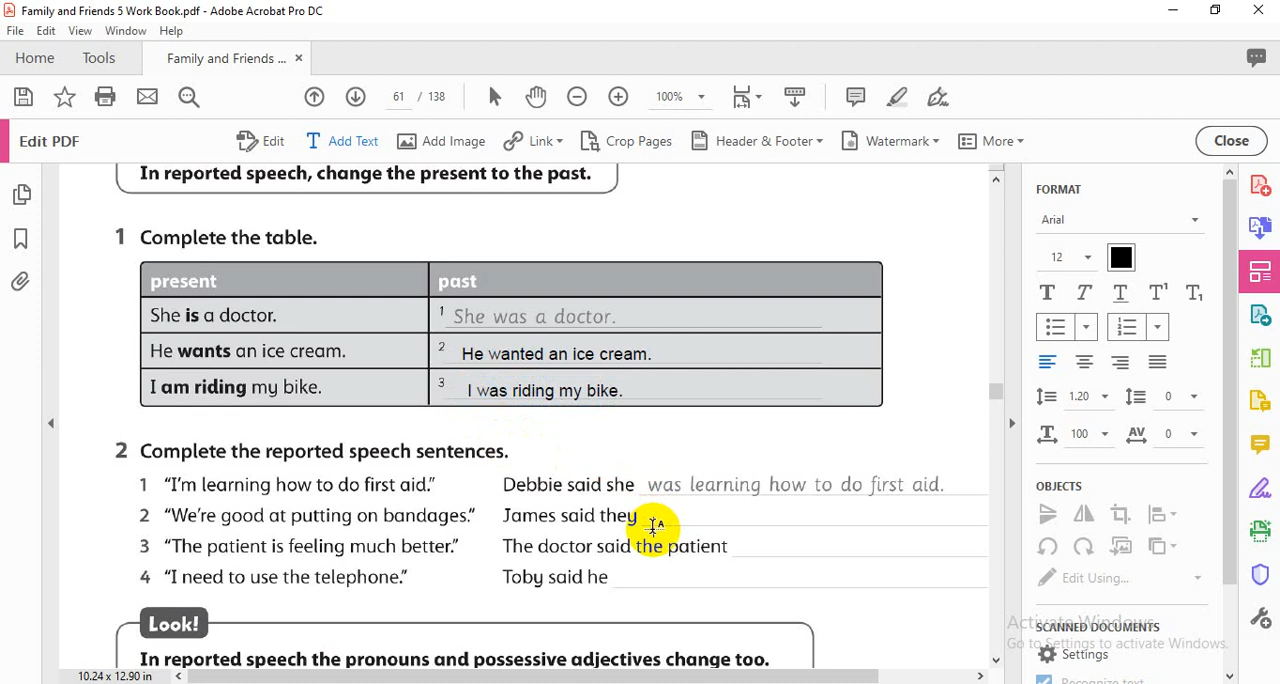 Family and Friends 5 Work Book.pdf - Adobe Acrobat Pro DC
File Edit View Window Help
Home Tools Family and Friends ... ×
61 / 138 100%
Edit PDF Edit Add Text Add Image Link Crop Pages Header & Footer Watermark More Close
In reported speech, change the present to the past.
1 Complete the table.
present past
She is a doctor. 1 She was a doctor.
He wants an ice cream. 2 He wanted an ice cream.
I am riding my bike. 3 I was riding my bike.
2 Complete the reported speech sentences.
1 “I’m learning how to do first aid.” Debbie said she was learning how to do first aid.
2 “We’re good at putting on bandages.” James said they
3 “The patient is feeling much better.” The doctor said the patient
4 “I need to use the telephone.” Toby said he
Look!
In reported speech the pronouns and possessive adjectives change too.
10.24 x 12.90 in
FORMAT
Arial
12
1.20 0
100 AV 0
OBJECTS
Edit Using...
Activate Windows
SCANNED DOCUMENTS
Go to Settings to activate Windows.
Settings
Recognize text